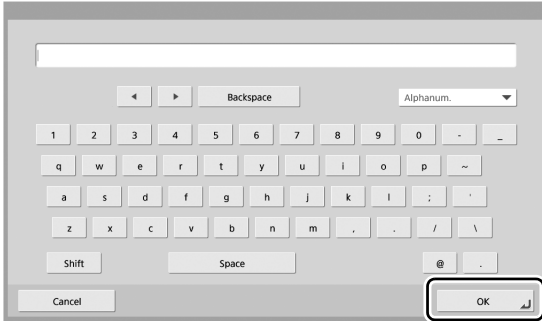 Backspace Alphanum.
1 2 3 4 5 6 7 8 9 0 - _
q w e r t y u i o p ~
a s d f g h j k l ; '
z x c v b n m , . / \
Shift Space @ .
Cancel OK